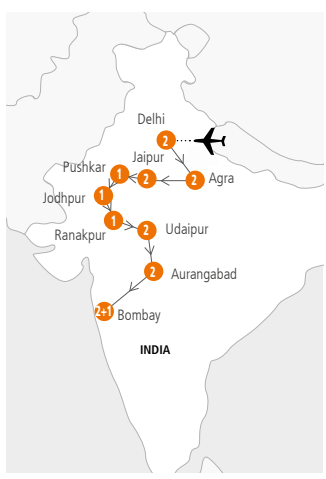 Delhi
2
Jaipur
Pushkar
1
2
2
Agra
Jodhpur
1
1
Ranakpur
2
Udaipur
2
Aurangabad
2+1
Bombay
INDIA